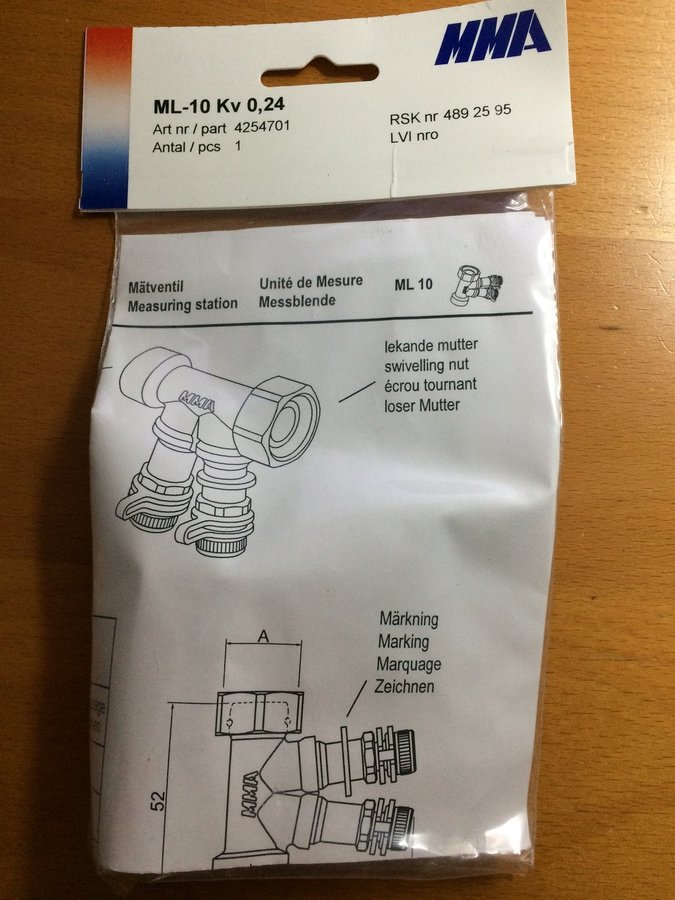 MMA
ML-10 Kv 0,24
Art nr / part 4254701
Antal / pcs 1
RSK nr 489 25 95
LVI nro
Mätventil
Measuring station
Unité de Mesure
Messblende
ML 10
lekande mutter
swivelling nut
écrou tournant
loser Mutter
MMA
Märkning
Marking
Marquage
Zeichnen
A
52
MMA